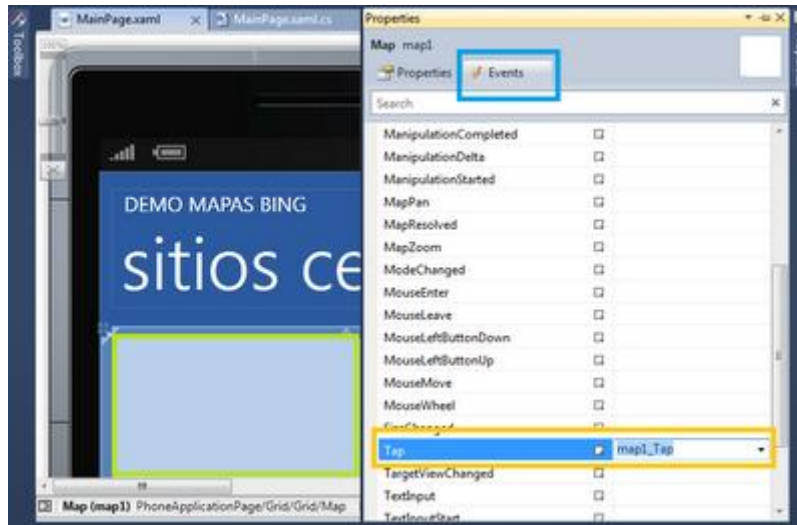 Toolbox
MainPage.xaml
MainPage.xaml.cs
DEMO MAPAS BING
sitios ce
Map (map1) PhoneApplicationPage/Grid/Grid/Map
Properties
Map map1
Properties
Events
Search
ManipulationCompleted
ManipulationDelta
ManipulationStarted
MapPan
MapResolved
MapZoom
ModeChanged
MouseEnter
MouseLeave
MouseLeftButtonDown
MouseLeftButtonUp
MouseMove
MouseWheel
SizeChanged
Tap map1_Tap
TargetViewChanged
TextInput
TextInputStart